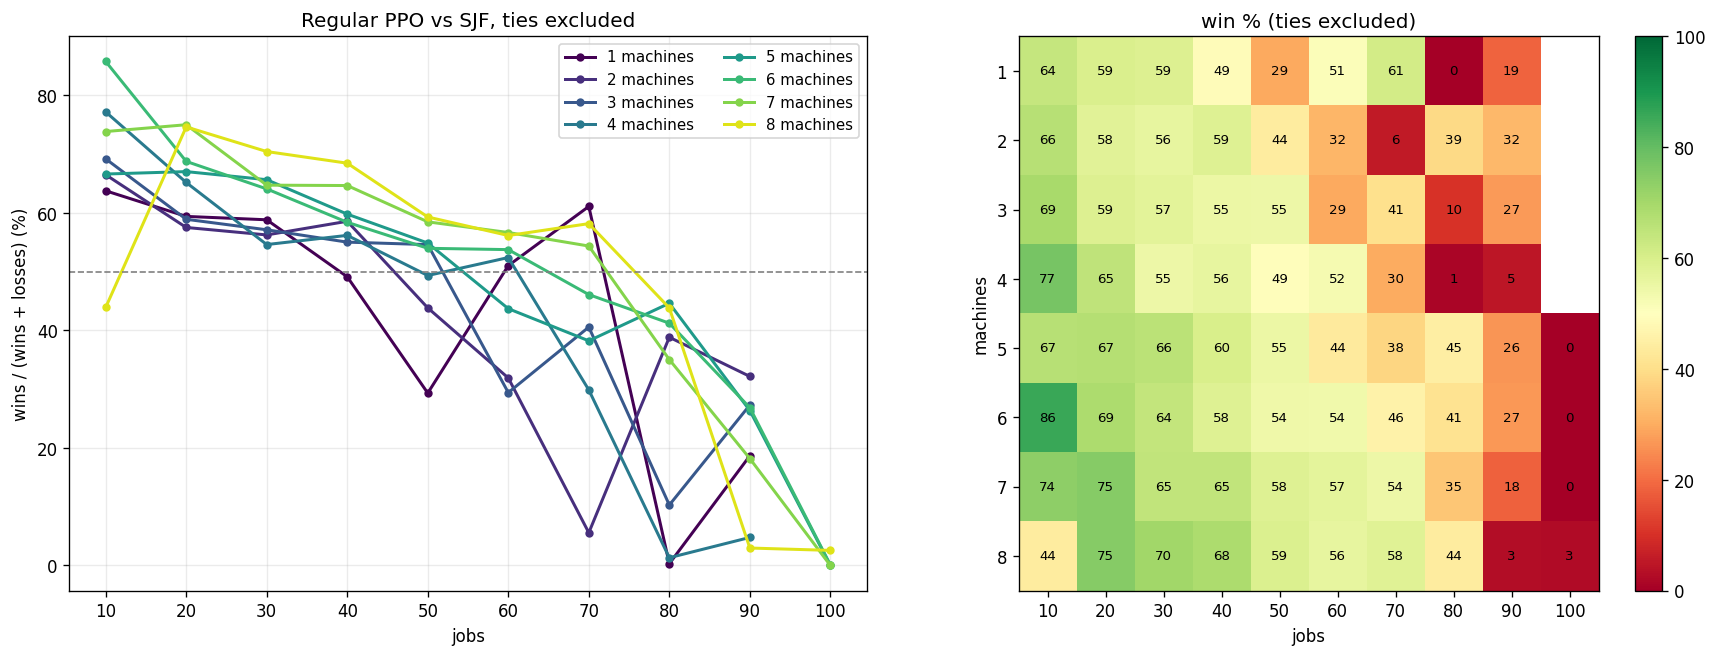 Regular PPO vs SJF, ties excluded
wins / (wins + losses) (%)
80
60
40
20
0
1 machines
2 machines
3 machines
4 machines
5 machines
6 machines
7 machines
8 machines
10 20 30 40 50 60 70 80 90 100
jobs
win % (ties excluded)
machines
1 64 59 59 49 29 51 61 0 19
2 66 58 56 59 44 32 6 39 32
3 69 59 57 55 55 29 41 10 27
4 77 65 55 56 49 52 30 1 5
5 67 67 66 60 55 44 38 45 26 0
6 86 69 64 58 54 54 46 41 27 0
7 74 75 65 65 58 57 54 35 18 0
8 44 75 70 68 59 56 58 44 3 3
10 20 30 40 50 60 70 80 90 100
jobs
100
80
60
40
20
0